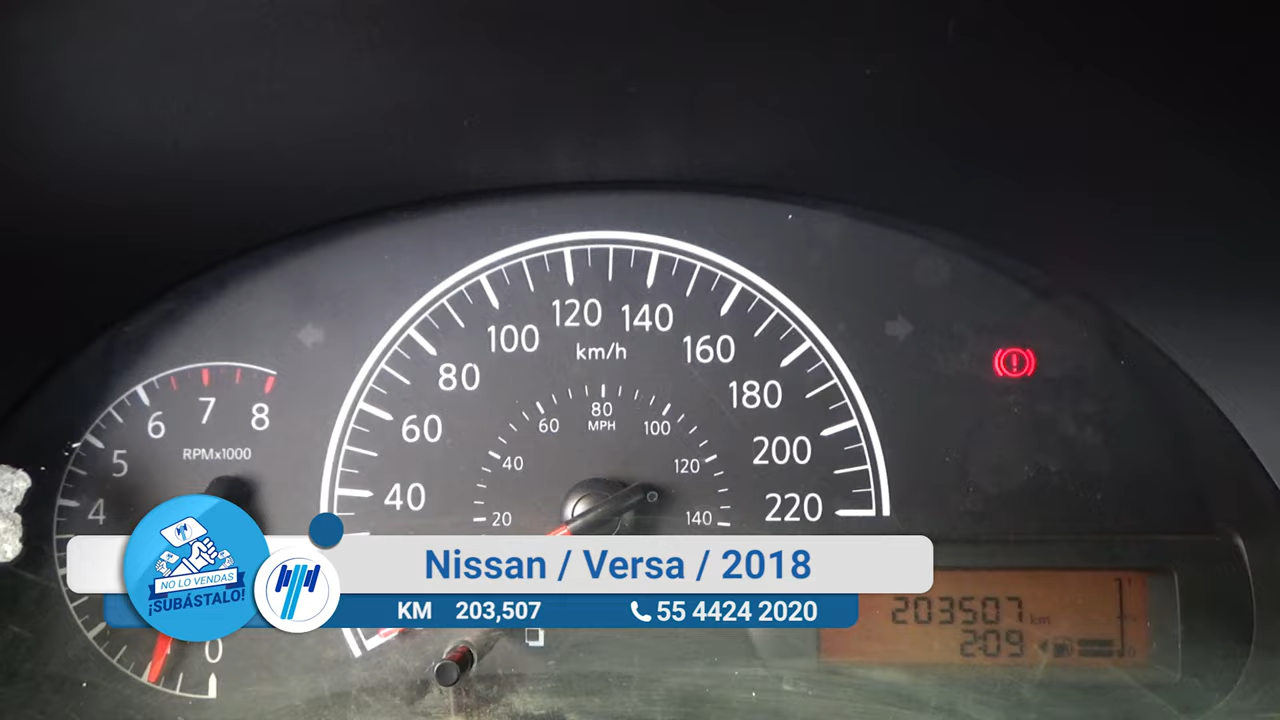 120 140
100 160
km/h
80 180
60 200
40 220
80
MPH
60 100
40 120
20 140
6 7 8
5
RPMx1000
4
0
NO LO VENDAS
¡SUBÁSTALO!
Nissan / Versa / 2018
KM 203,507 55 4424 2020
203507 km
2:09